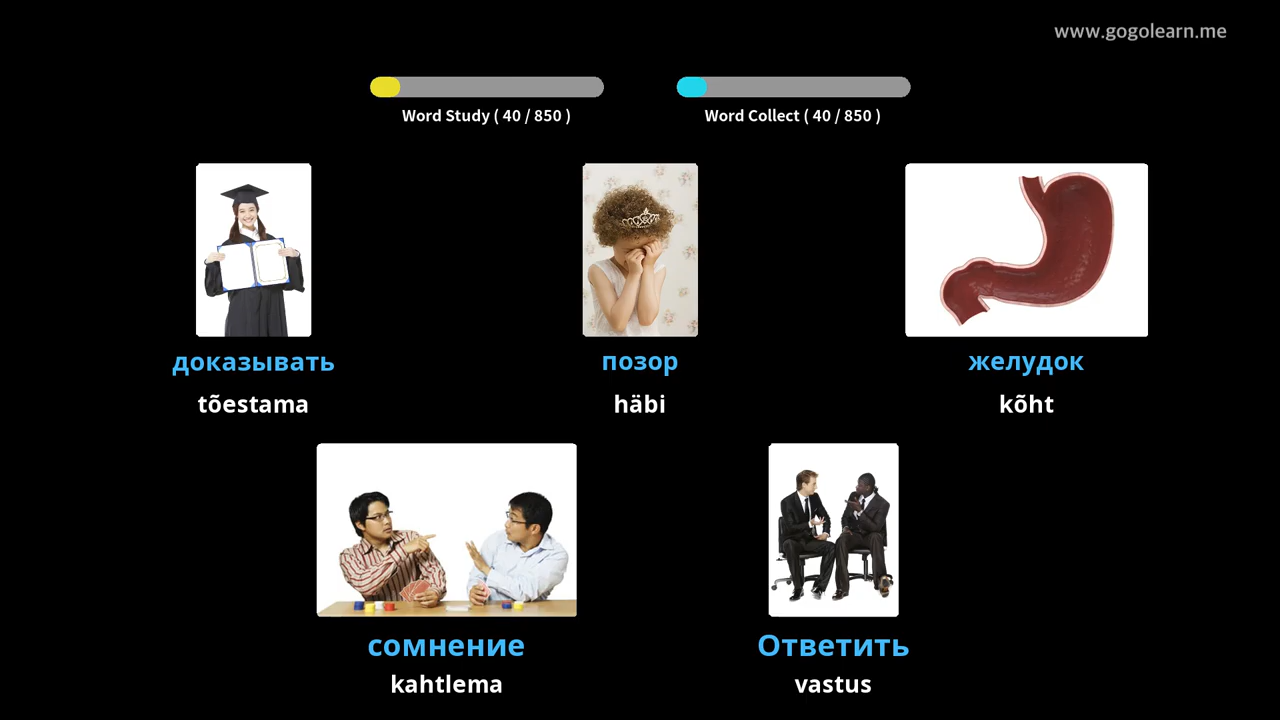 www.gogolearn.me
Word Study ( 40 / 850 )
Word Collect ( 40 / 850 )
доказывать
позор
желудок
tõestama
häbi
kõht
сомнение
Ответить
kahtlema
vastus